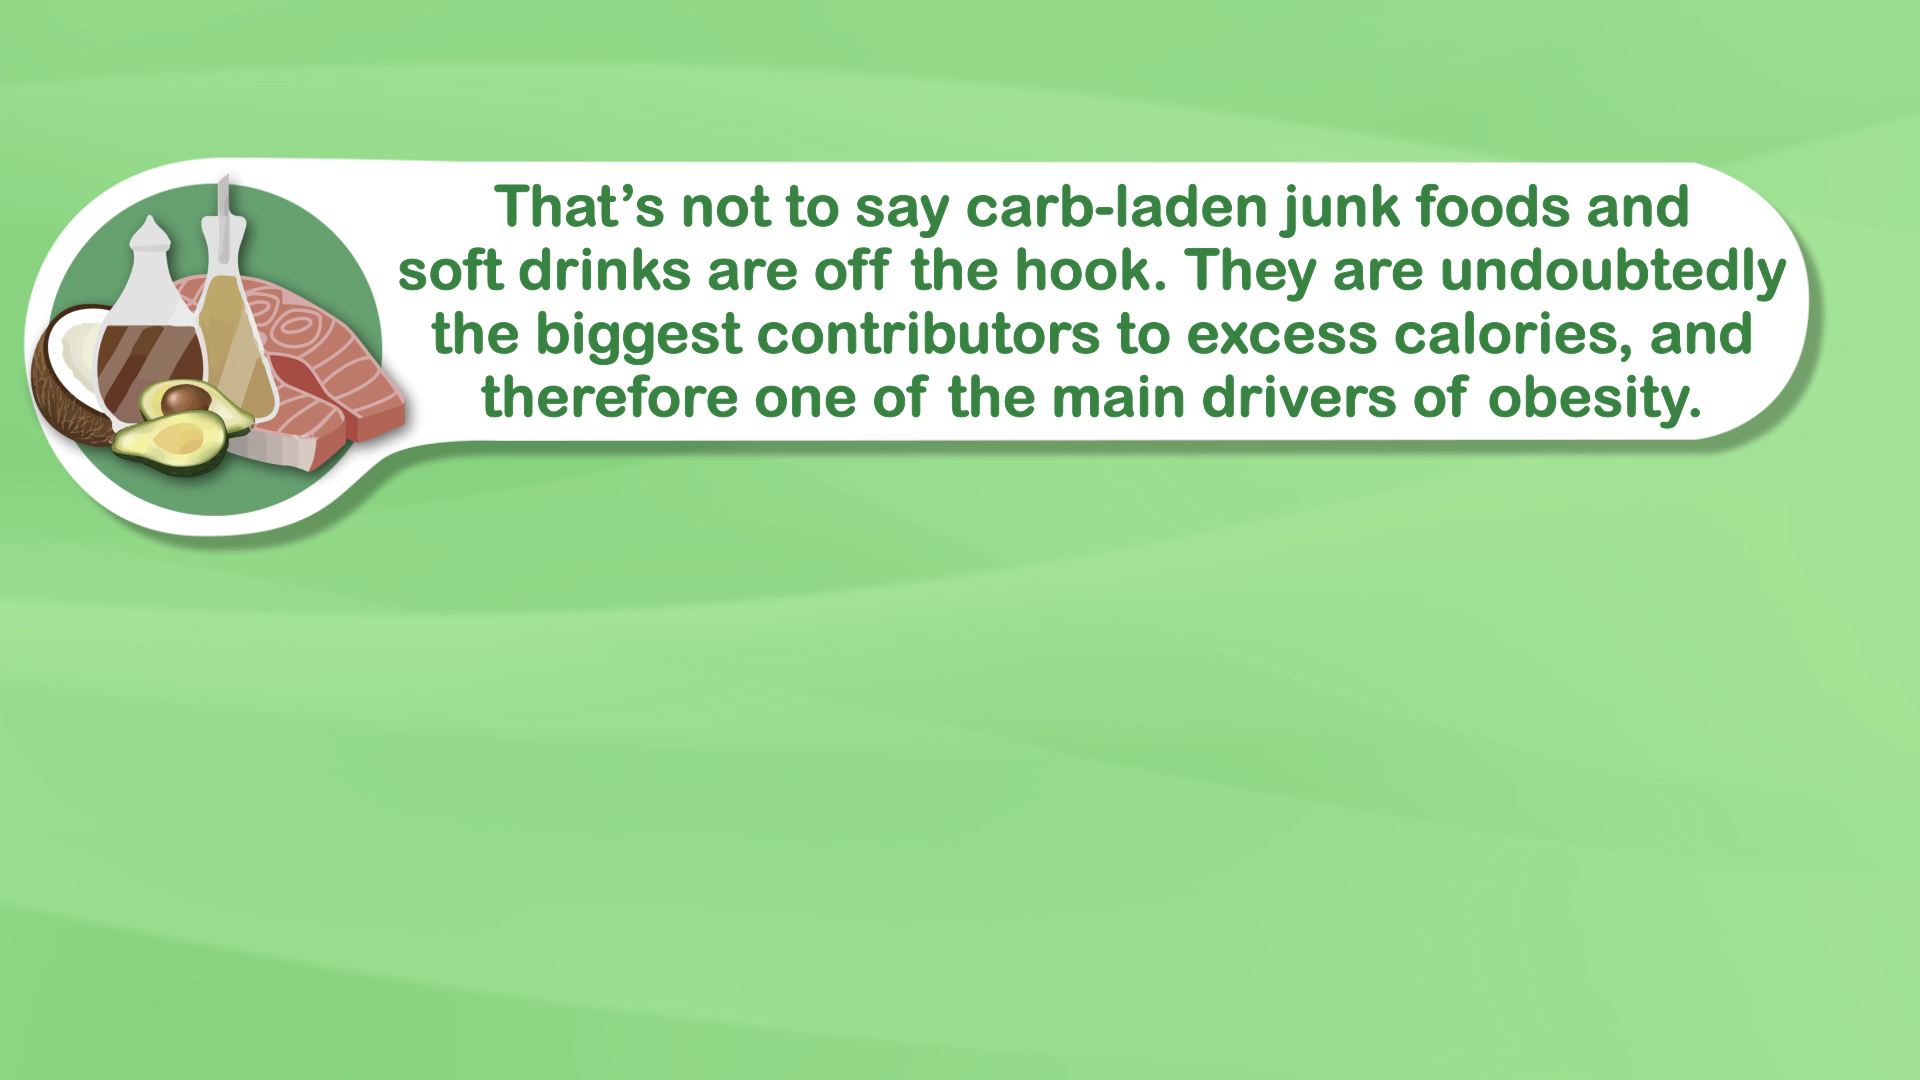 That’s not to say carb-laden junk foods and
soft drinks are off the hook. They are undoubtedly
the biggest contributors to excess calories, and
therefore one of the main drivers of obesity.